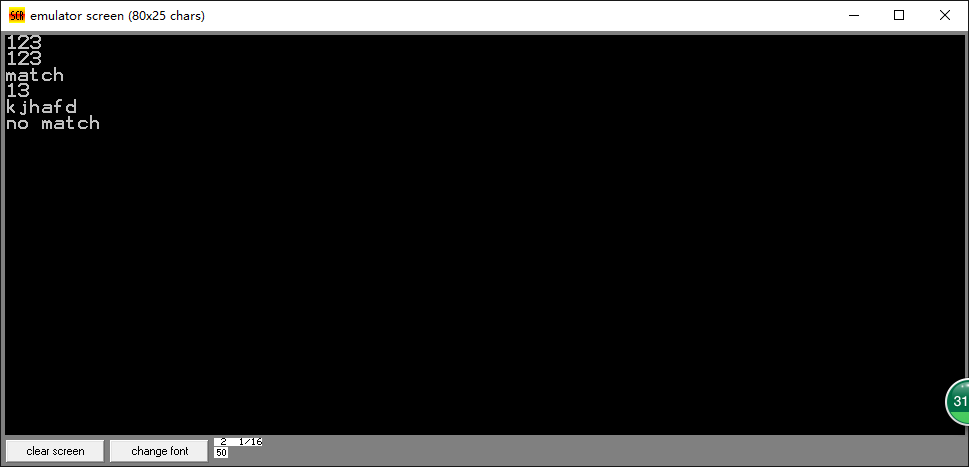 emulator screen (80x25 chars)
123
123
match
13
kjhafd
no match
31
clear screen
change font
2 1/16
50